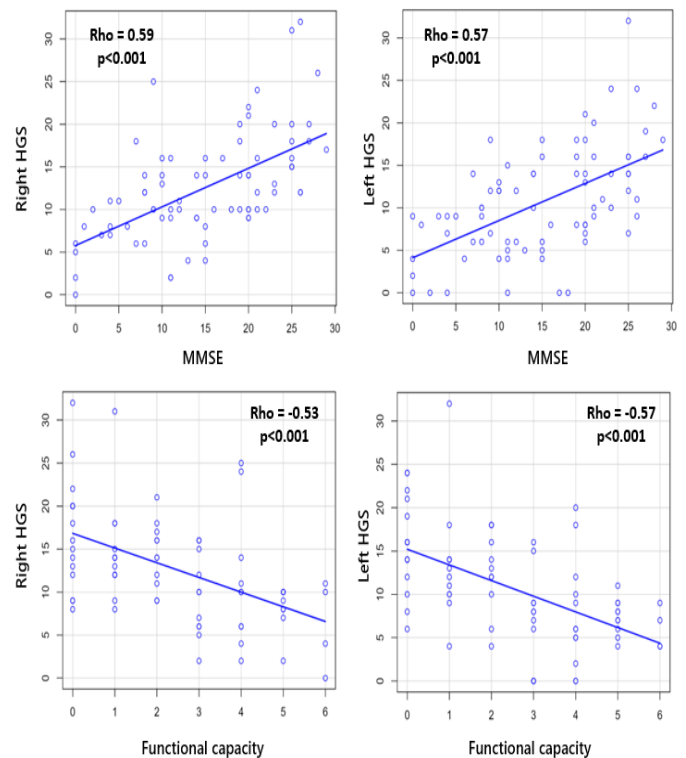 Rho = 0.59
p<0.001
Right HGS
0 5 10 15 20 25 30
0 5 10 15 20 25 30
MMSE
Rho = 0.57
p<0.001
Left HGS
0 5 10 15 20 25 30
0 5 10 15 20 25 30
MMSE
Rho = -0.53
p<0.001
Right HGS
0 5 10 15 20 25 30
0 1 2 3 4 5 6
Functional capacity
Rho = -0.57
p<0.001
Left HGS
0 5 10 15 20 25 30
0 1 2 3 4 5 6
Functional capacity